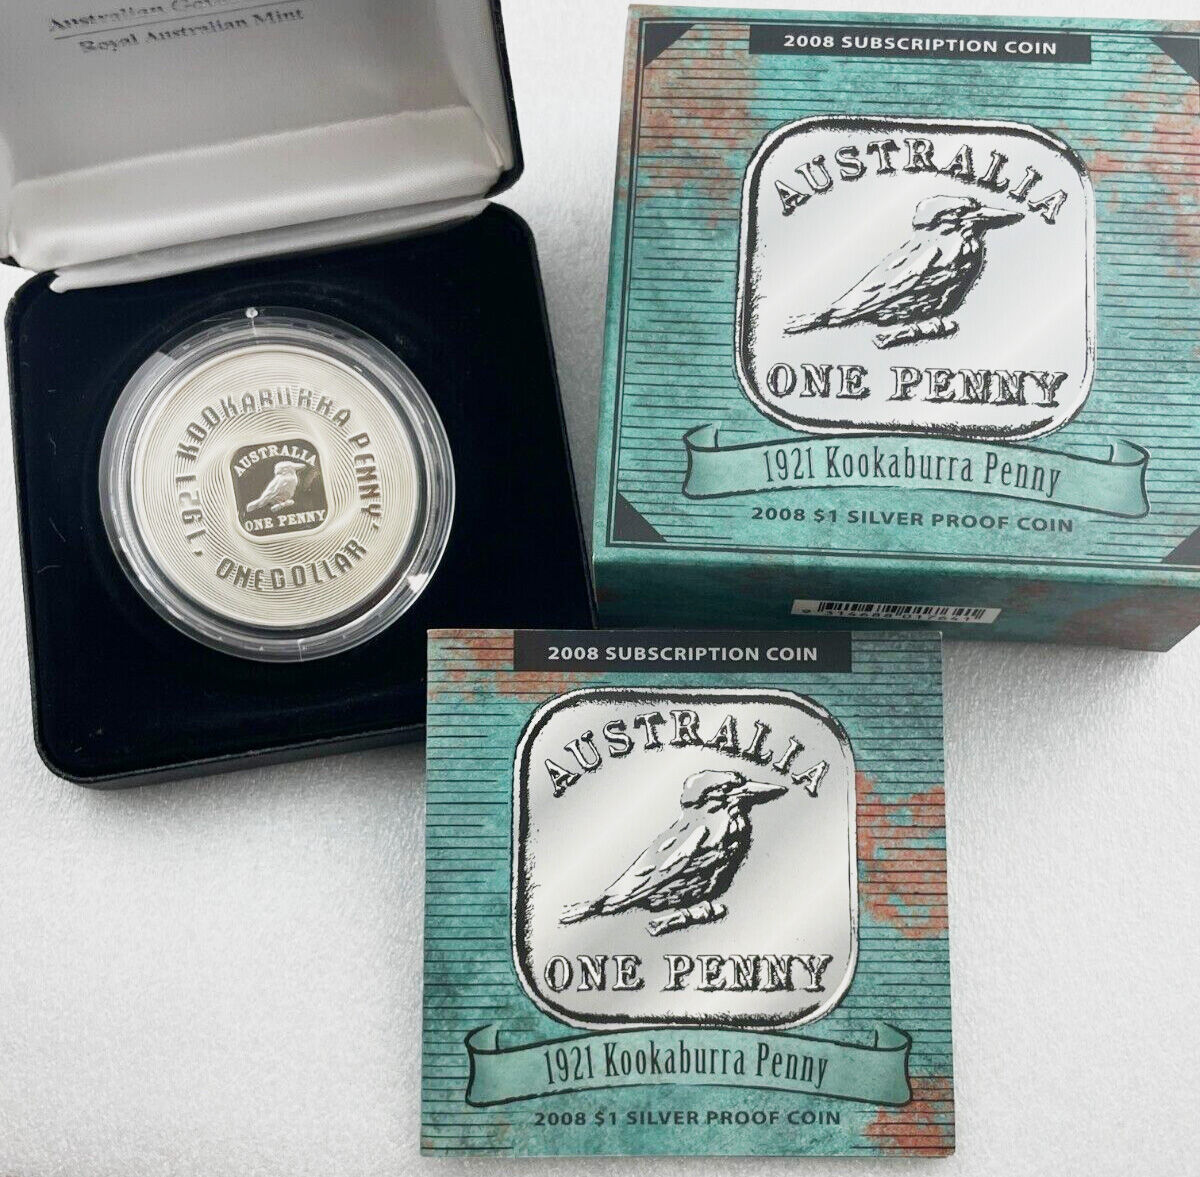 Australian Gov
Royal Australian Mint
1921 KOOKABURRA PENNY
ONE DOLLAR
AUSTRALIA
ONE PENNY
2008 SUBSCRIPTION COIN
AUSTRALIA
ONE PENNY
1921 Kookaburra Penny
2008 $1 SILVER PROOF COIN
2008 SUBSCRIPTION COIN
AUSTRALIA
ONE PENNY
1921 Kookaburra Penny
2008 $1 SILVER PROOF COIN